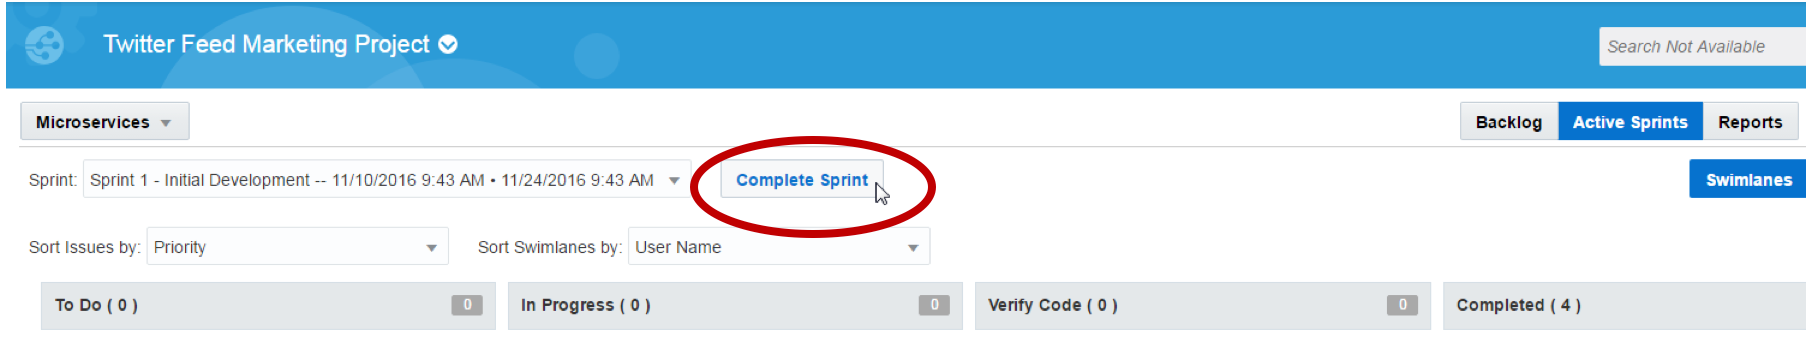 Twitter Feed Marketing Project
Search Not Available
Microservices
Backlog Active Sprints Reports
Sprint: Sprint 1 - Initial Development -- 11/10/2016 9:43 AM • 11/24/2016 9:43 AM Complete Sprint Swimlanes
Sort Issues by: Priority Sort Swimlanes by: User Name
To Do ( 0 ) 0 In Progress ( 0 ) 0 Verify Code ( 0 ) 0 Completed ( 4 )